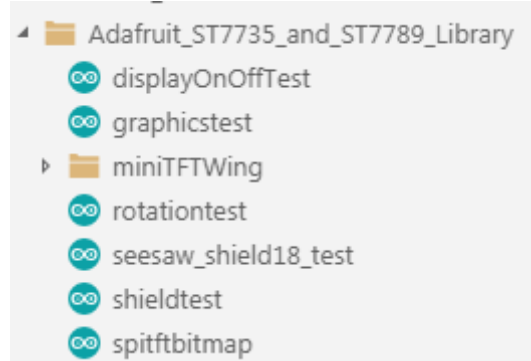 Adafruit_ST7735_and_ST7789_Library
displayOnOffTest
graphicstest
miniTFTWing
rotationtest
seesaw_shield18_test
shieldtest
spitftbitmap